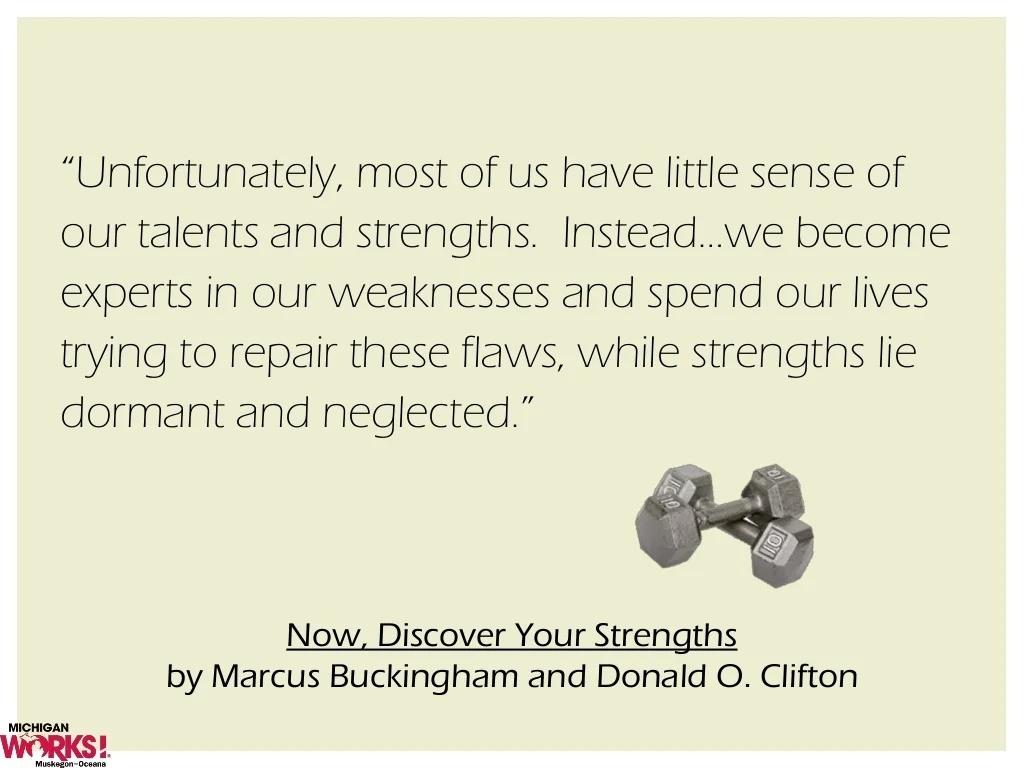 “Unfortunately, most of us have little sense of
our talents and strengths.  Instead...we become
experts in our weaknesses and spend our lives
trying to repair these flaws, while strengths lie
dormant and neglected.”
10
10
10
10
Now, Discover Your Strengths
by Marcus Buckingham and Donald O. Clifton
MICHIGAN
WORKS!
Muskegon-Oceana